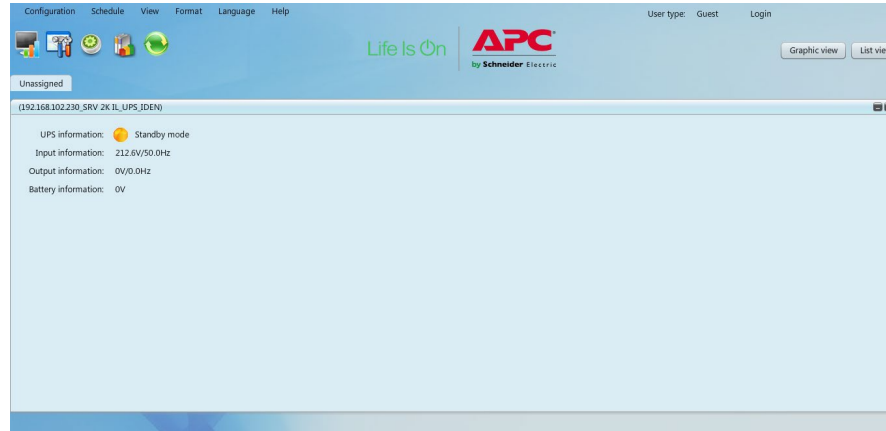 Configuration Schedule View Format Language Help
User type: Guest Login
Life Is On
APC
by Schneider Electric
Graphic view List vie
Unassigned
(192.168.102.230_SRV 2K IL_UPS_IDEN)
UPS information: Standby mode
Input information: 212.6V/50.0Hz
Output information: 0V/0.0Hz
Battery information: 0V